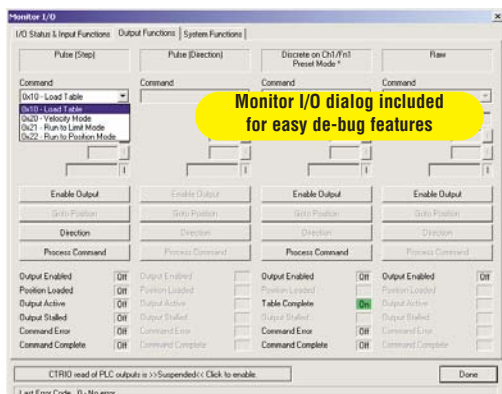 Monitor I/O
I/O Status & Input Functions Output Functions System Functions
Pulse (Step) Pulse (Direction) Discrete on Ch1/Fn1 Preset Mode * Raw
Command Command Command Command
0x10 - Load Table
0x10 - Load Table
0x20 - Velocity Mode
0x21 - Run to Limit Mode
0x22 - Run to Position Mode
Monitor I/O dialog included
for easy de-bug features
Enable Output Enable Output Enable Output Enable Output
Goto Position Goto Position Goto Position Goto Position
Direction Direction Direction Direction
Process Command Process Command Process Command Process Command
Output Enabled Off Output Enabled Output Enabled Off Output Enabled Off
Position Loaded Off Position Loaded Position Loaded Position Loaded
Output Active Off Output Active Table Complete On Output Active
Output Stalled Off Output Stalled Output Stalled Output Stalled
Command Error Off Command Error Command Error Off Command Error
Command Complete Off Command Complete Command Complete Off Command Complete
CTRIO read of PLC outputs is >>Suspended<< Click to enable. Done
Last Error Code 0 - No error